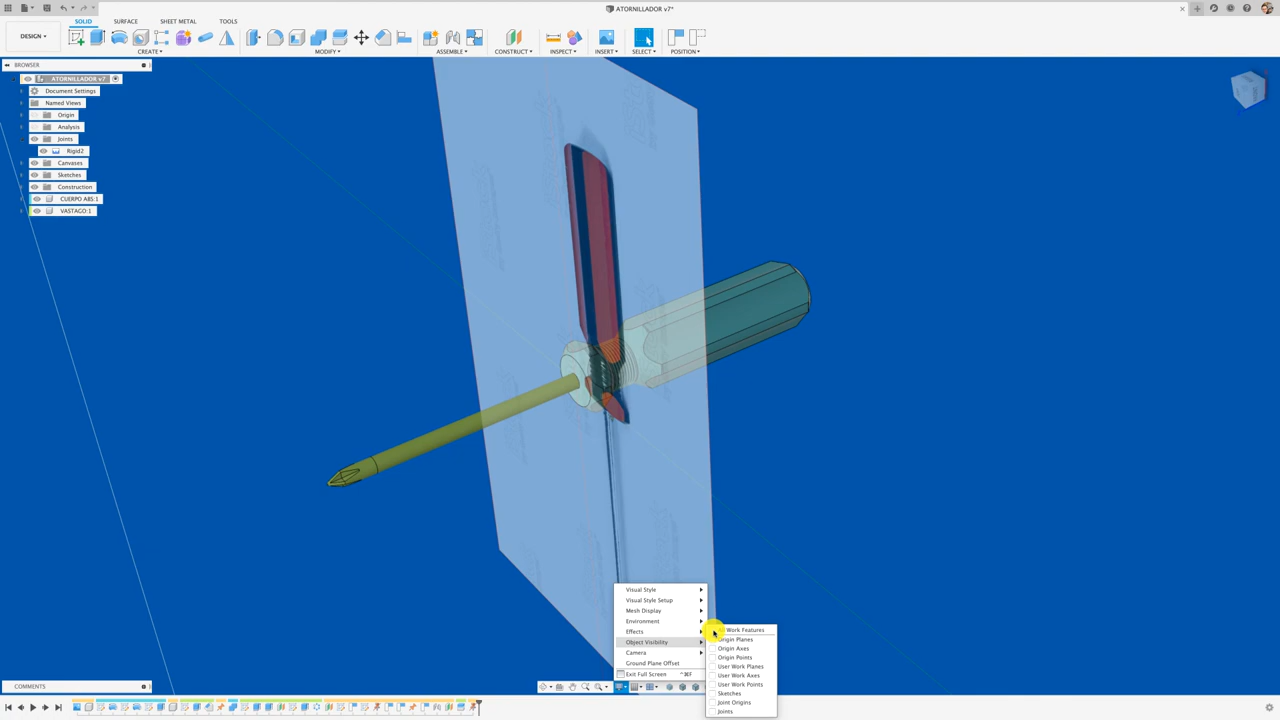 ATORNILLADOR v7*
DESIGN
SOLID
SURFACE
SHEET METAL
TOOLS
CREATE
MODIFY
ASSEMBLE
CONSTRUCT
INSPECT
INSERT
SELECT
POSITION
BROWSER
ATORNILLADOR v7
Document Settings
Named Views
Origin
Analysis
Joints
Rigid2
Canvases
Sketches
Construction
CUERPO ABS:1
VASTAGO:1
Visual Style
Visual Style Setup
Mesh Display
Environment
Effects
Object Visibility
Camera
Ground Plane Offset
Exit Full Screen ^⌘F
All Work Features
Origin Planes
Origin Axes
Origin Points
User Work Planes
User Work Axes
User Work Points
Sketches
Joint Origins
Joints
COMMENTS